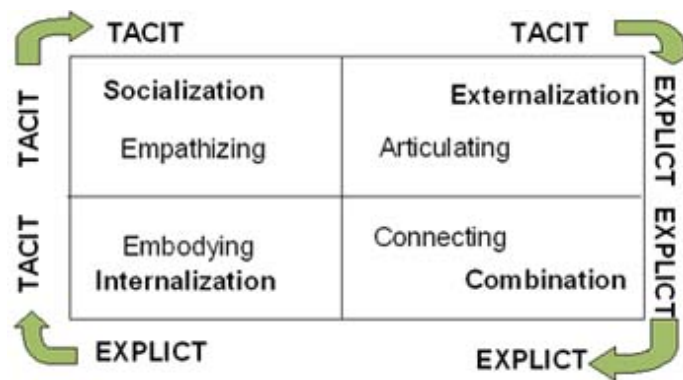 TACIT TACIT
TACIT Socialization Externalization EXPLICT
Empathizing Articulating
TACIT Embodying Connecting EXPLICT
Internalization Combination
EXPLICT EXPLICT